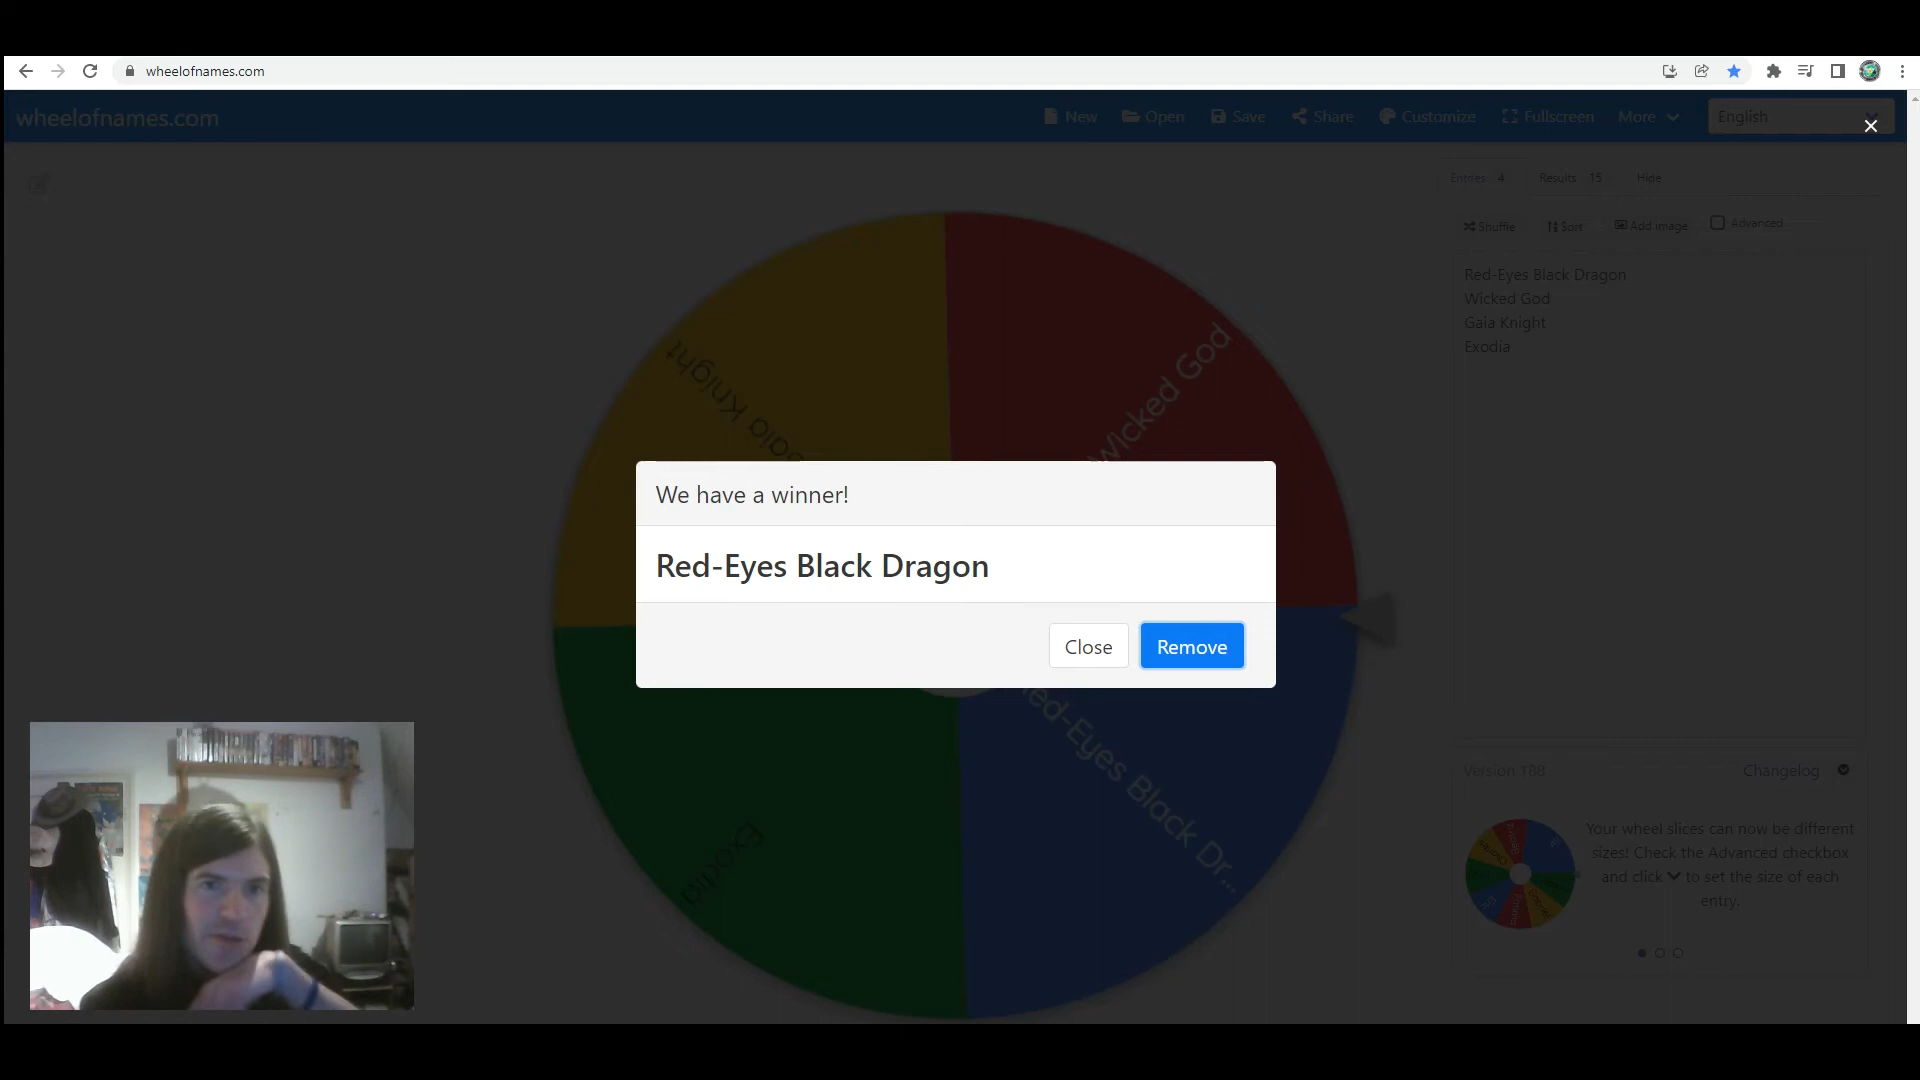 wheelofnames.com
wheelofnames.com
New Open Save Share Customize Fullscreen More English
Entries 4 Results 15 Hide
Shuffle Sort Add image Advanced
Red-Eyes Black Dragon
Wicked God
Gaia Knight
Exodia
Gaia Knight
Wicked God
We have a winner!
Red-Eyes Black Dragon
Close Remove
Red-Eyes Black Dr...
Exodia
Version 188 Changelog
Your wheel slices can now be different
sizes! Check the Advanced checkbox
and click to set the size of each
entry.